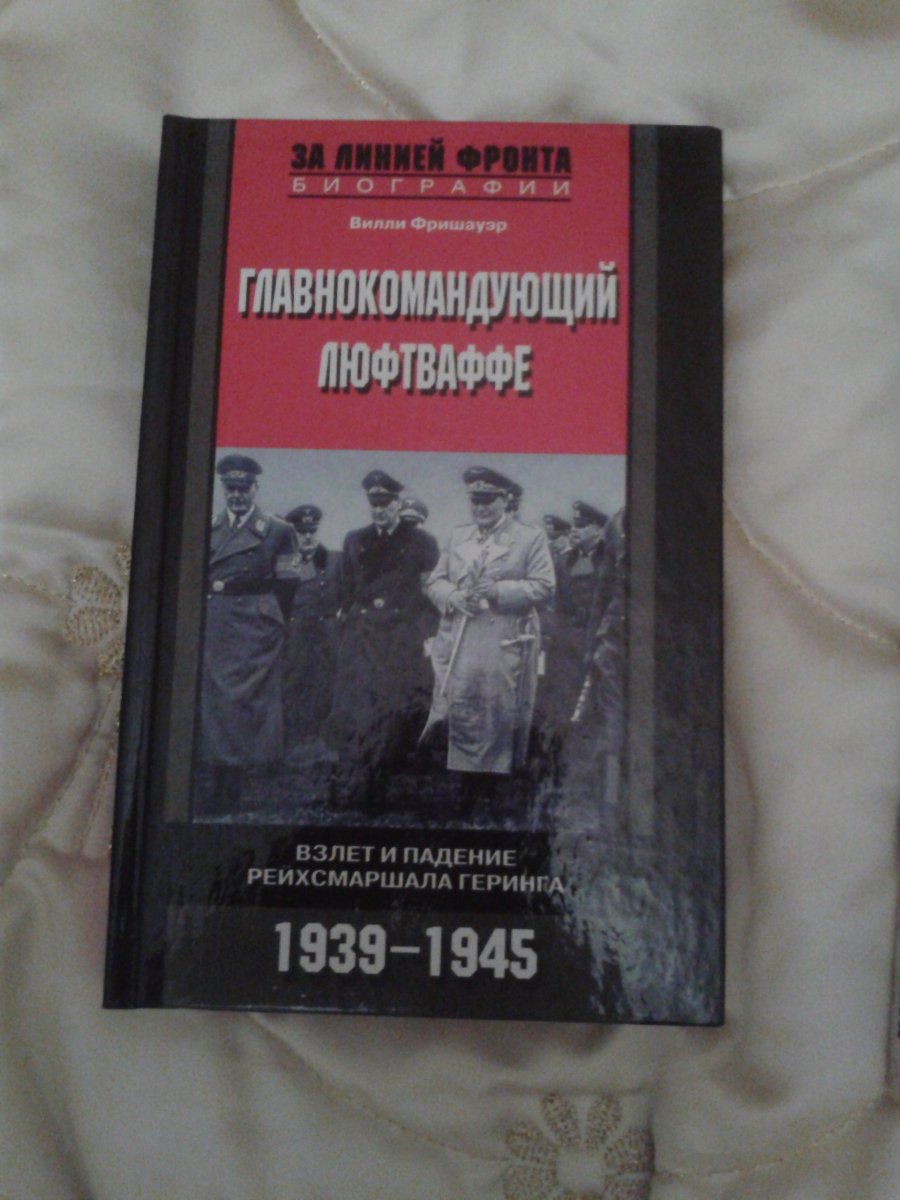 ЗА ЛИНИЕЙ ФРОНТА
БИОГРАФИИ
Вилли Фришауэр
ГЛАВНОКОМАНДУЮЩИЙ
ЛЮФТВАФФЕ
ВЗЛЕТ И ПАДЕНИЕ
РЕЙХСМАРШАЛА ГЕРИНГА
1939–1945